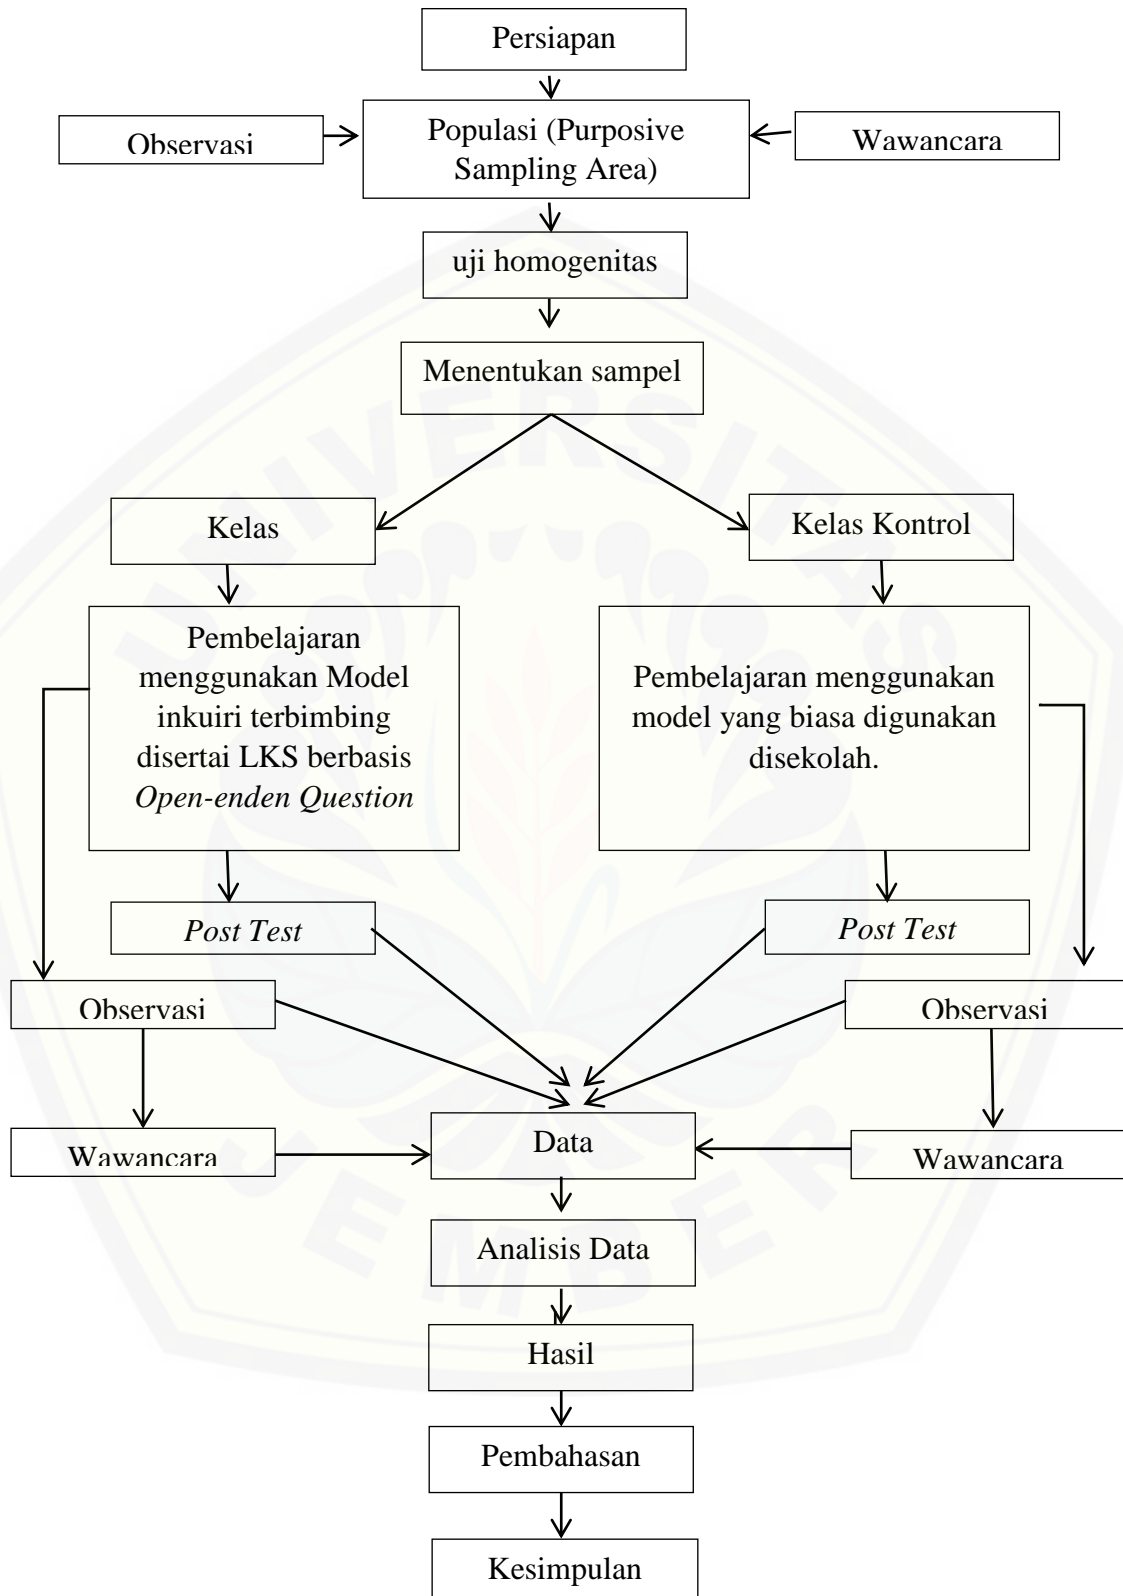 Persiapan
Observasi
Populasi (Purposive
Sampling Area)
Wawancara
uji homogenitas
Menentukan sampel
Kelas
Kelas Kontrol
Pembelajaran
menggunakan Model
inkuiri terbimbing
disertai LKS berbasis
Open-enden Question
Pembelajaran menggunakan
model yang biasa digunakan
disekolah.
Post Test
Post Test
Observasi
Observasi
Wawancara
Data
Wawancara
Analisis Data
Hasil
Pembahasan
Kesimpulan
UNIVERSITAS
JEMBER